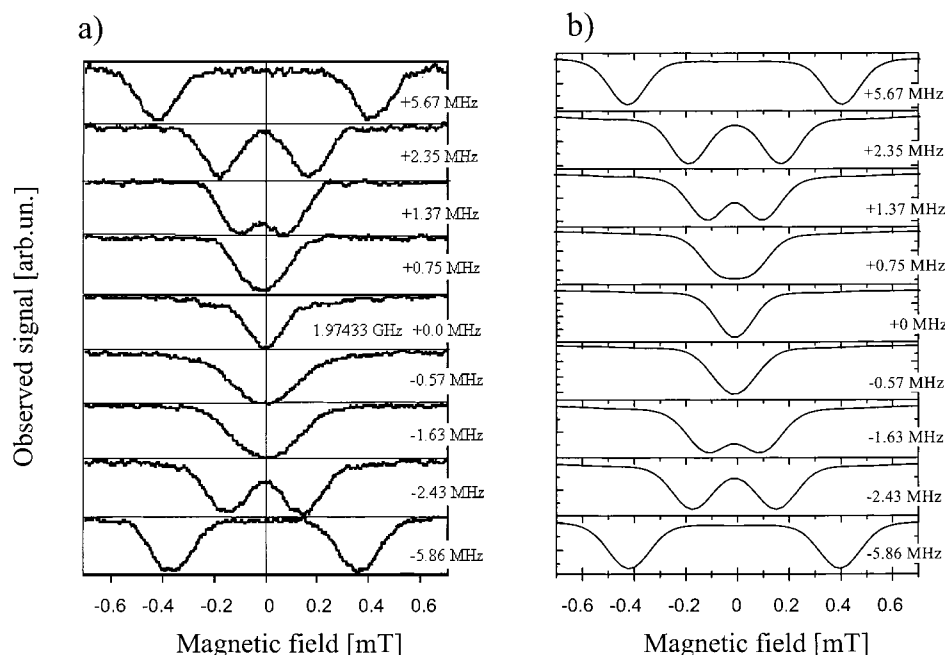 a)
Observed signal [arb.un.]
+5.67 MHz
+2.35 MHz
+1.37 MHz
+0.75 MHz
1.97433 GHz +0.0 MHz
-0.57 MHz
-1.63 MHz
-2.43 MHz
-5.86 MHz
-0.6 -0.4 -0.2 0 0.2 0.4 0.6
Magnetic field [mT]
b)
+5.67 MHz
+2.35 MHz
+1.37 MHz
+0.75 MHz
+0 MHz
-0.57 MHz
-1.63 MHz
-2.43 MHz
-5.86 MHz
-0.6 -0.4 -0.2 0 0.2 0.4 0.6
Magnetic field [mT]